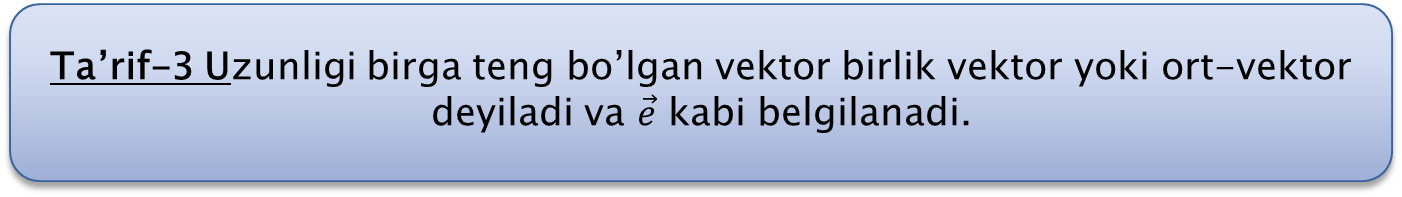 Ta’rif-3 Uzunligi birga teng bo’lgan vektor birlik vektor yoki ort-vektor
deyiladi va e⃗ kabi belgilanadi.